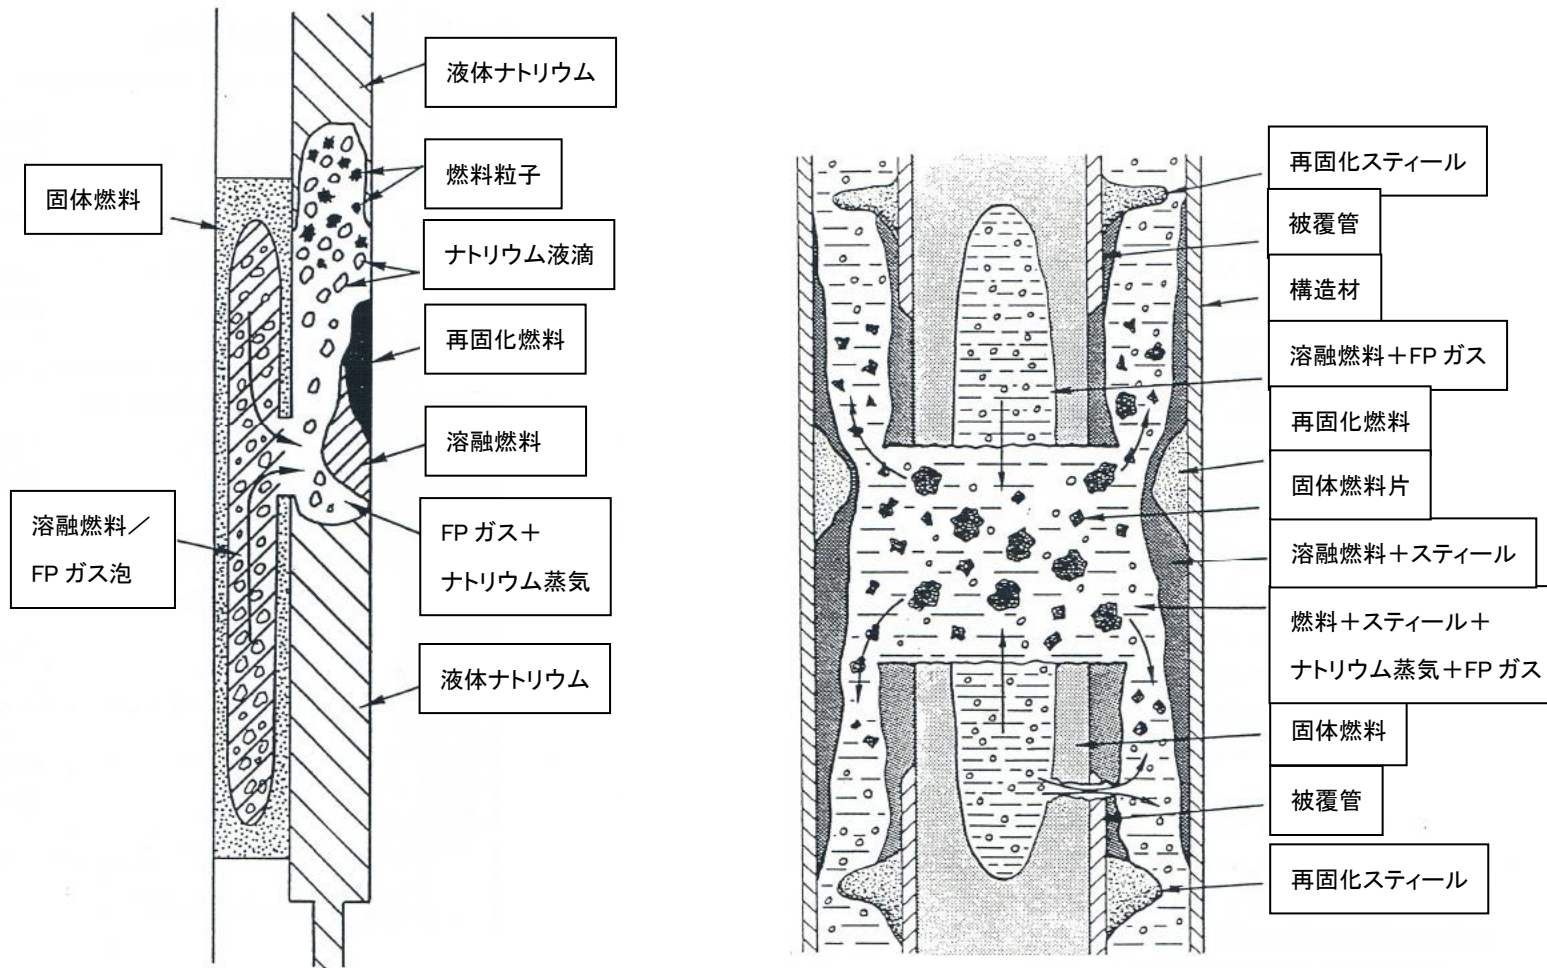 液体ナトリウム
燃料粒子
固体燃料
ナトリウム液滴
再固化燃料
溶融燃料
溶融燃料／
FP ガス泡
FP ガス＋
ナトリウム蒸気
液体ナトリウム
再固化スティール
被覆管
構造材
溶融燃料＋FP ガス
再固化燃料
固体燃料片
溶融燃料＋スティール
燃料＋スティール＋
ナトリウム蒸気＋FP ガス
固体燃料
被覆管
再固化スティール